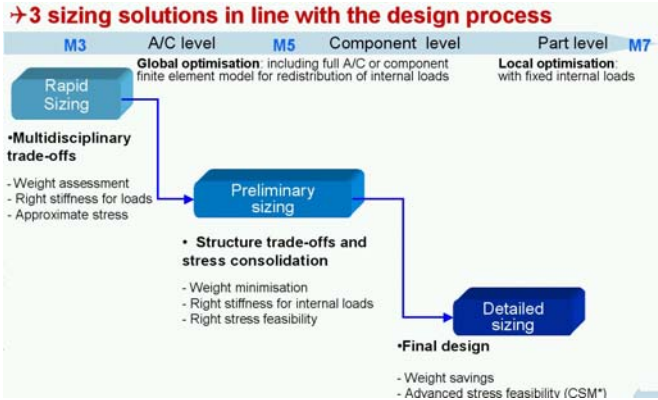 ✈3 sizing solutions in line with the design process
M3 A/C level M5 Component level Part level M7
Global optimisation: including full A/C or component
finite element model for redistribution of internal loads
Local optimisation:
with fixed internal loads
Rapid
Sizing
•Multidisciplinary
trade-offs
- Weight assessment
- Right stiffness for loads
- Approximate stress
Preliminary
sizing
• Structure trade-offs and
stress consolidation
- Weight minimisation
- Right stiffness for internal loads
- Right stress feasibility
Detailed
sizing
•Final design
- Weight savings
- Advanced stress feasibility (CSM*)